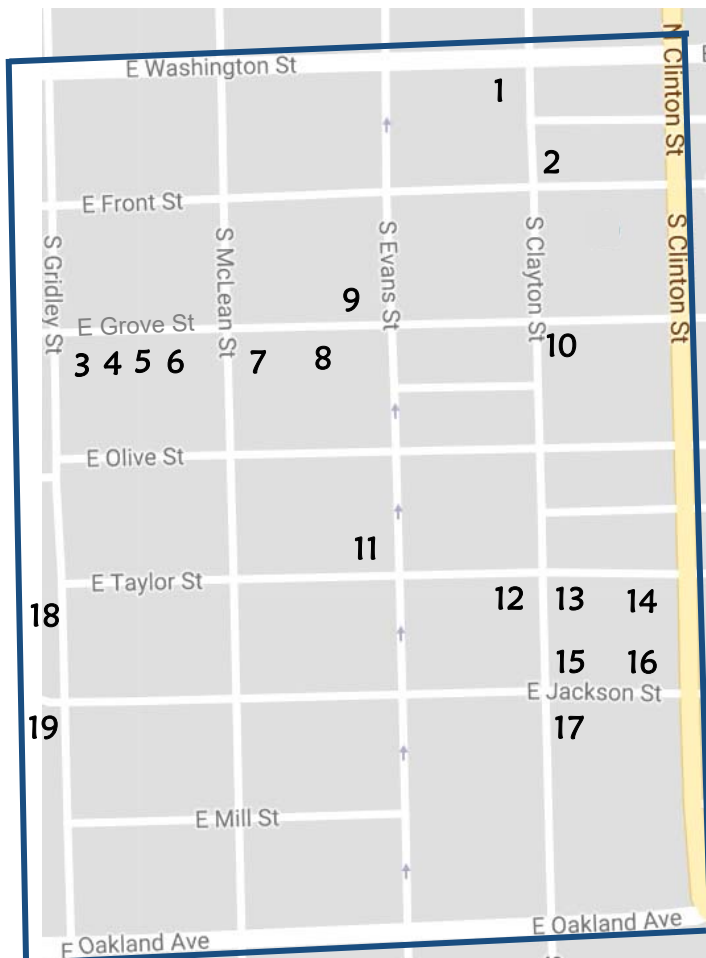 E Washington St
N Clinton St
E
1
2
E Front St
S Gridley St
S McLean St
S Evans St
S Clayton St
S Clinton St
9
E Grove St
10
3 4 5 6 7 8
E Olive St
11
E Taylor St
12 13 14
18
15 16
E Jackson St
19
17
E Mill St
E Oakland Ave
E Oakland Ave